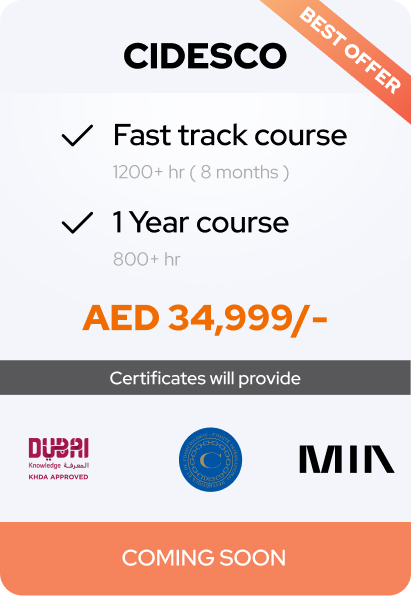 BEST OFFER
CIDESCO
Fast track course
1200+ hr ( 8 months )
1 Year course
800+ hr
AED 34,999/-
Certificates will provide
DUBAI
Knowledge المعرفة
KHDA APPROVED
C
MIA
COMING SOON